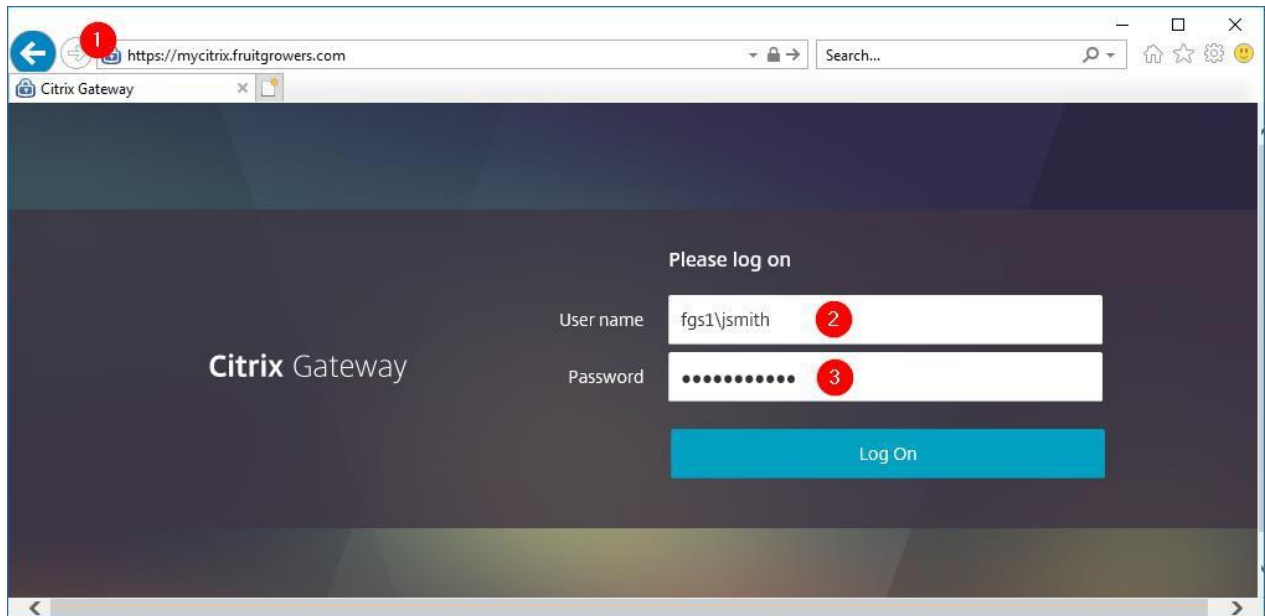 1
https://mycitrix.fruitgrowers.com
Search...
Citrix Gateway
Please log on
User name
fgs1\jsmith
2
Citrix Gateway
Password
●●●●●●●●●●●
3
Log On